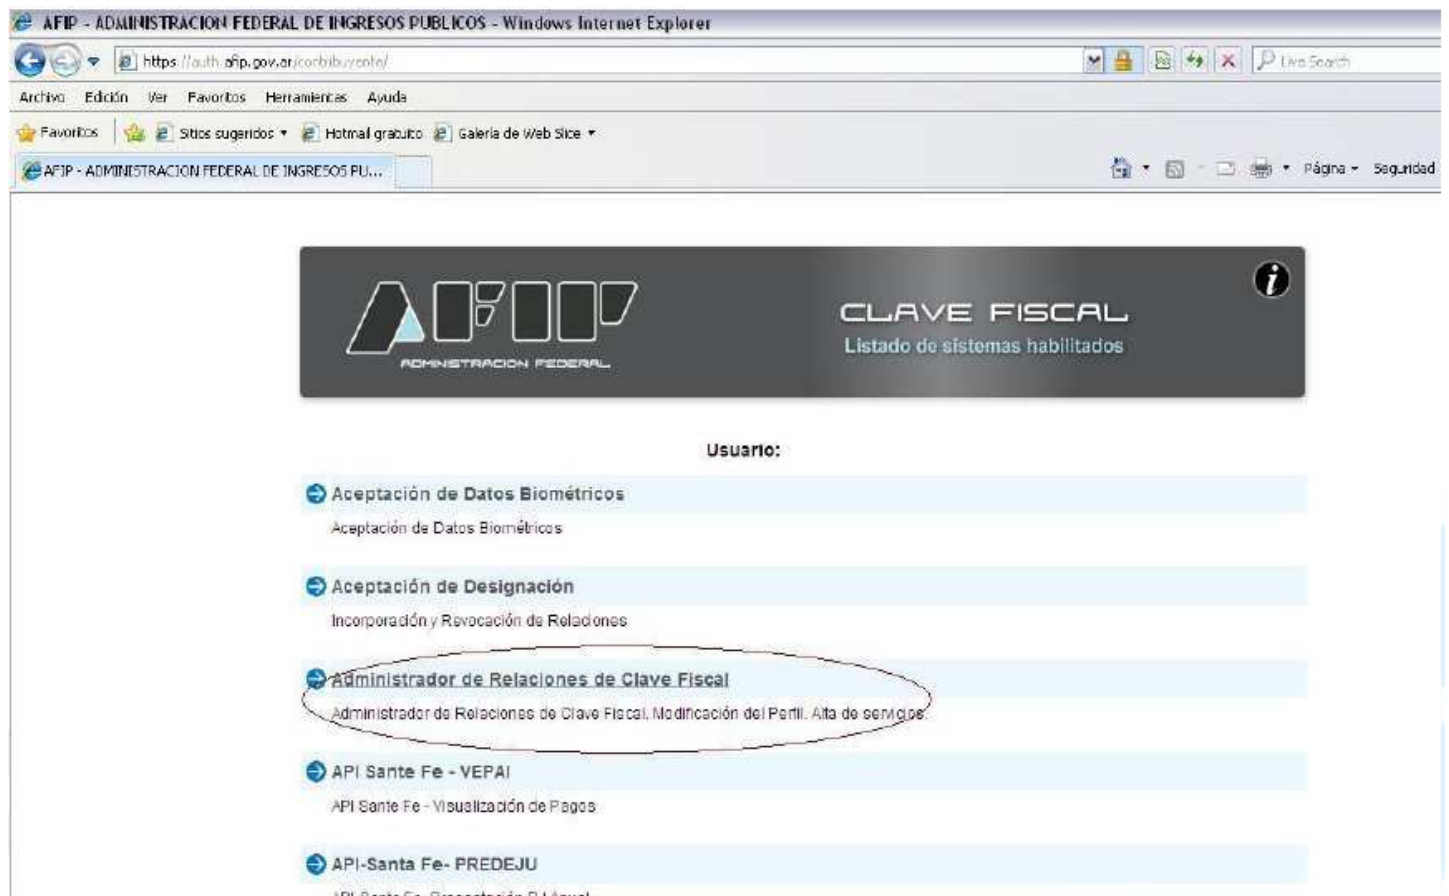 AFIP - ADMINISTRACION FEDERAL DE INGRESOS PUBLICOS - Windows Internet Explorer
https://auth.afip.gov.ar/contribuyente/ Live Search
Archivo Edición Ver Favoritos Herramientas Ayuda
Favoritos Sitios sugeridos Hotmail gratuito Galería de Web Slice
AFIP - ADMINISTRACION FEDERAL DE INGRESOS PU... Página Seguridad
AFIP
ADMINISTRACION FEDERAL
CLAVE FISCAL
Listado de sistemas habilitados
i
Usuario:
Aceptación de Datos Biométricos
Aceptación de Datos Biométricos
Aceptación de Designación
Incorporación y Revocación de Relaciones
Administrador de Relaciones de Clave Fiscal
Administrador de Relaciones de Clave Fiscal. Modificación del Perfil. Alta de servicios.
API Sante Fe - VEPAI
API Sante Fe - Visualización de Pagos
API-Santa Fe- PREDEJU